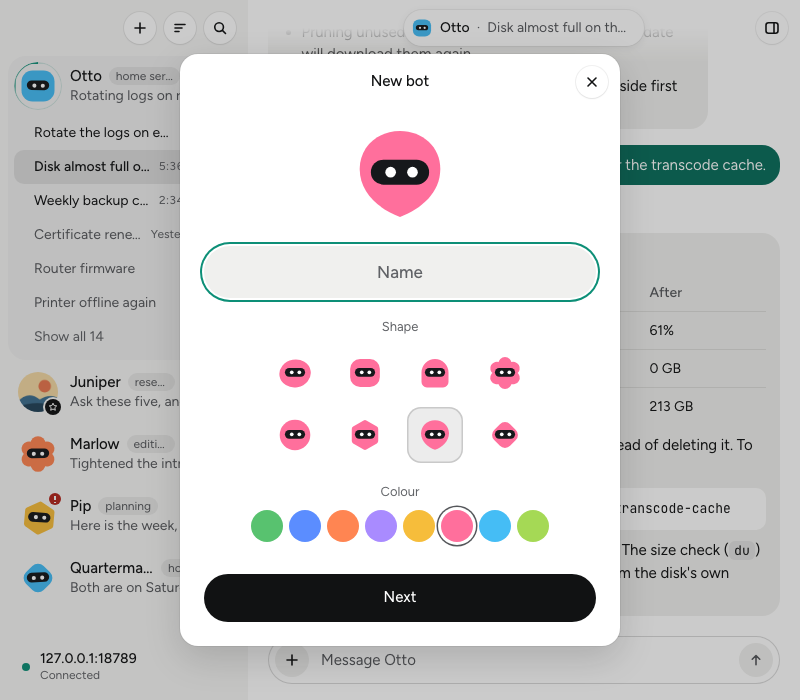 Otto
home ser...
Rotating logs on r
Rotate the logs on e...
Disk almost full o...
5:36
Weekly backup c...
2:34
Certificate rene...
Yeste
Router firmware
Printer offline again
Show all 14
Juniper
rese...
Ask these five, an
Marlow
editi...
Tightened the intr
Pip
planning
Here is the week,
Quarterma...
ho
Both are on Satur
127.0.0.1:18789
Connected
Otto · Disk almost full on th...
Pruning unused
date
will download them again
side first
the transcode cache.
After
61%
0 GB
213 GB
ead of deleting it. To
transcode-cache
The size check ( du )
m the disk's own
Message Otto
New bot
Name
Shape
Colour
Next